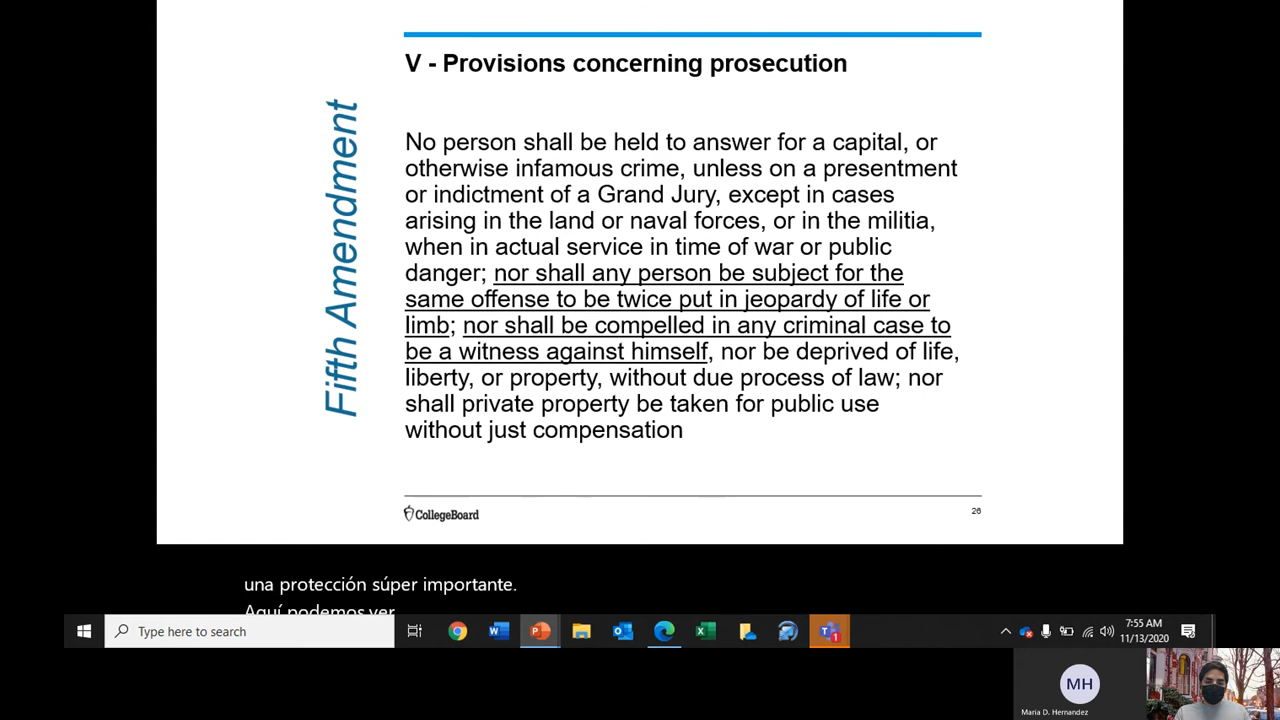 V - Provisions concerning prosecution
Fifth Amendment
No person shall be held to answer for a capital, or
otherwise infamous crime, unless on a presentment
or indictment of a Grand Jury, except in cases
arising in the land or naval forces, or in the militia,
when in actual service in time of war or public
danger; nor shall any person be subject for the
same offense to be twice put in jeopardy of life or
limb; nor shall be compelled in any criminal case to
be a witness against himself, nor be deprived of life,
liberty, or property, without due process of law; nor
shall private property be taken for public use
without just compensation
CollegeBoard
26
una protección súper importante.
Aquí podemos ver
Type here to search
7:55 AM
11/13/2020
1
MH
Maria D. Hernandez